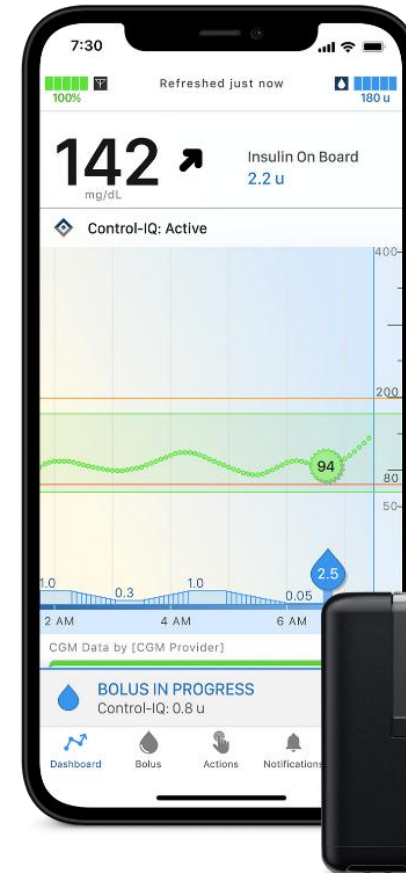 7:30
Refreshed just now
100%
180 u
142
mg/dL
Insulin On Board
2.2 u
Control-IQ: Active
400
200
94
80
50
2.5
1.0
0.3
1.0
0.05
2 AM
4 AM
6 AM
CGM Data by [CGM Provider]
BOLUS IN PROGRESS
Control-IQ: 0.8 u
Dashboard
Bolus
Actions
Notifications